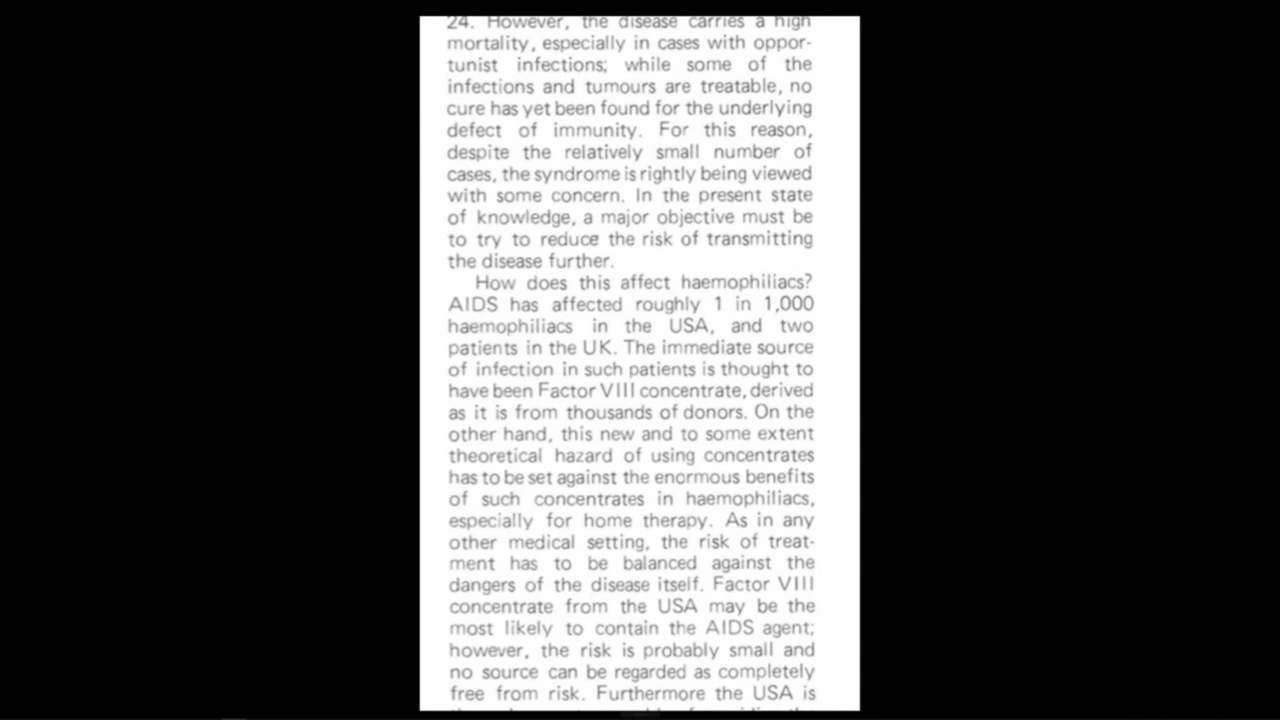 24. However, the disease carries a high
mortality, especially in cases with oppor-
tunist infections; while some of the
infections and tumours are treatable, no
cure has yet been found for the underlying
defect of immunity. For this reason,
despite the relatively small number of
cases, the syndrome is rightly being viewed
with some concern. In the present state
of knowledge, a major objective must be
to try to reduce the risk of transmitting
the disease further.
How does this affect haemophiliacs?
AIDS has affected roughly 1 in 1,000
haemophiliacs in the USA, and two
patients in the UK. The immediate source
of infection in such patients is thought to
have been Factor VIII concentrate, derived
as it is from thousands of donors. On the
other hand, this new and to some extent
theoretical hazard of using concentrates
has to be set against the enormous benefits
of such concentrates in haemophiliacs,
especially for home therapy. As in any
other medical setting, the risk of treat-
ment has to be balanced against the
dangers of the disease itself. Factor VIII
concentrate from the USA may be the
most likely to contain the AIDS agent;
however, the risk is probably small and
no source can be regarded as completely
free from risk. Furthermore the USA is